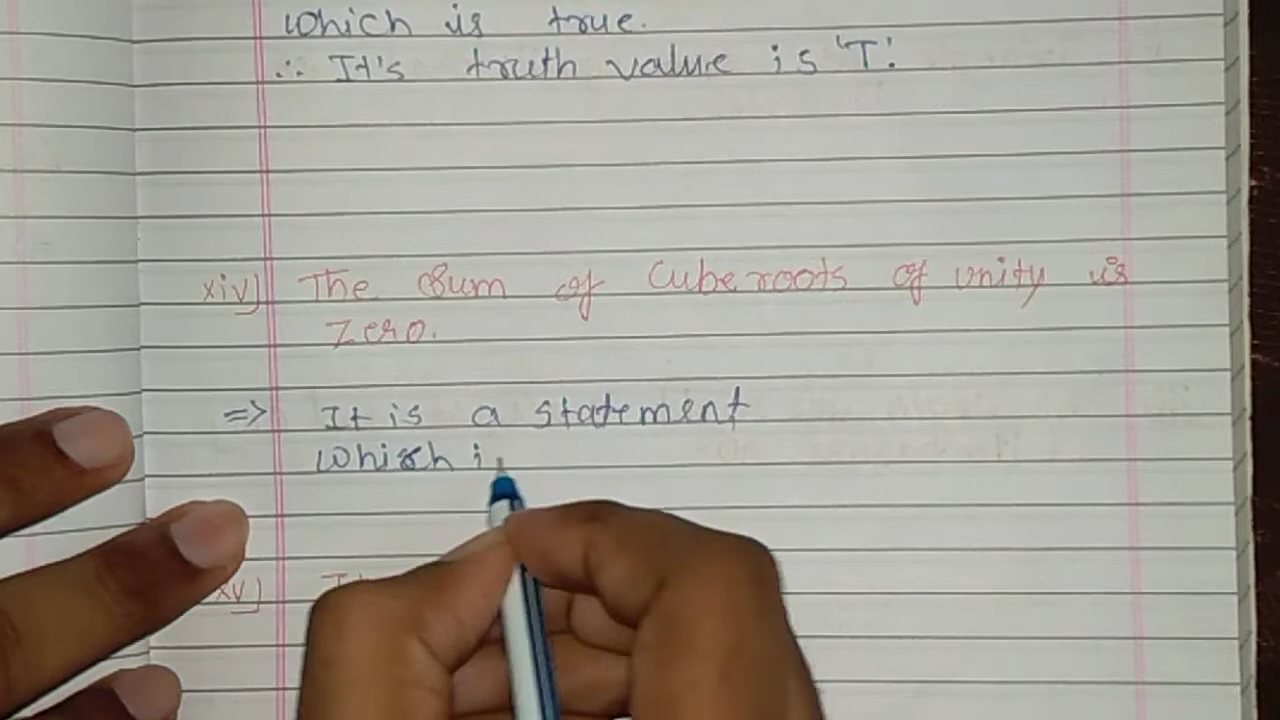 which is true.
∴ It's truth value is 'T'.
xiv) The Sum of Cube roots of unity is
Zero.
=> It is a statement
which i
xv)